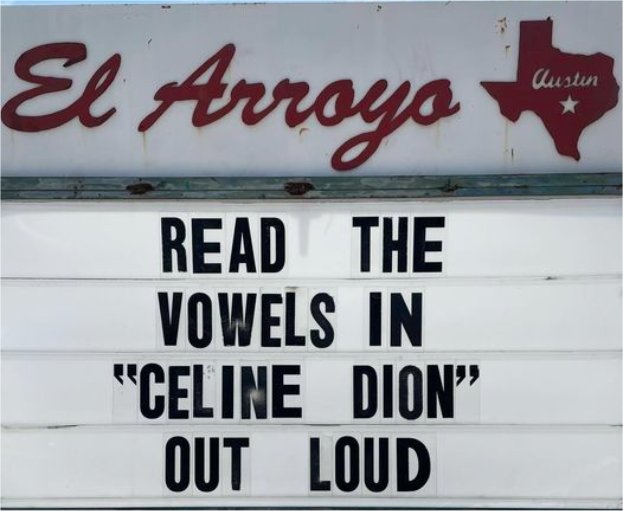 El Arroyo
Austin
READ THE
VOWELS IN
"CELINE DION"
OUT LOUD